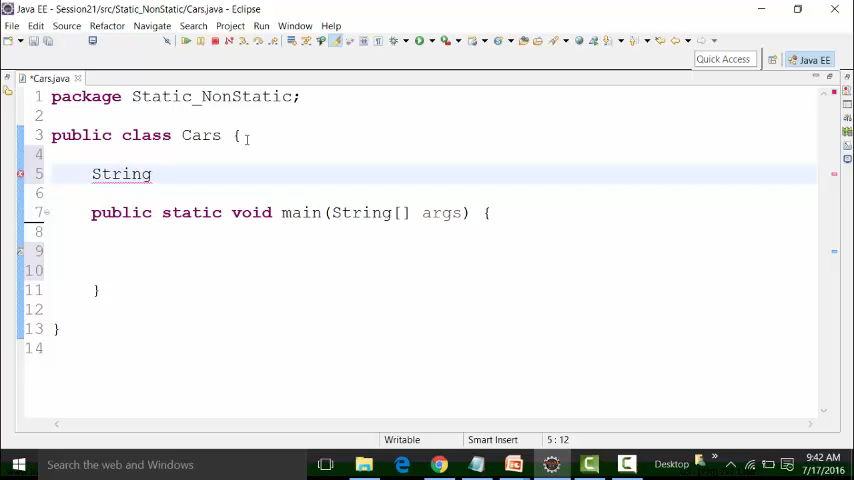 Java EE - Session21/src/Static_NonStatic/Cars.java - Eclipse
File Edit Source Refactor Navigate Search Project Run Window Help
Quick Access
Java EE
*Cars.java
1 package Static_NonStatic;
2
3 public class Cars {
4
5 String
6
7 public static void main(String[] args) {
8
9
10
11 }
12
13 }
14
Writable Smart Insert 5 : 12
Search the web and Windows
Desktop
9:42 AM
7/17/2016